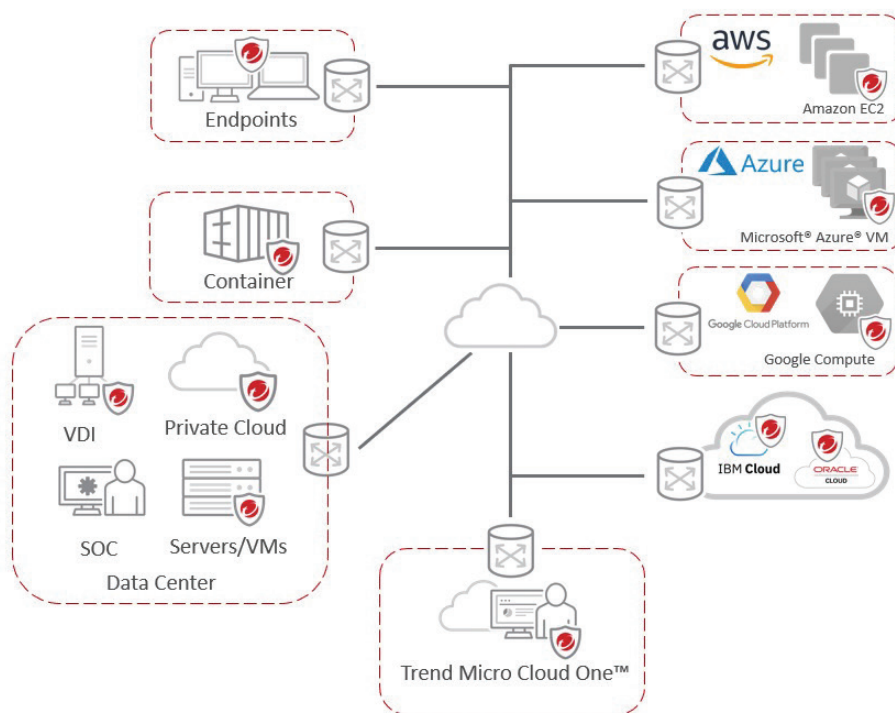 Endpoints
aws
Amazon EC2
Container
Azure
Microsoft® Azure® VM
Google Cloud Platform
Google Compute
VDI
Private Cloud
SOC
Servers/VMs
Data Center
IBM Cloud
ORACLE
CLOUD
Trend Micro Cloud One™